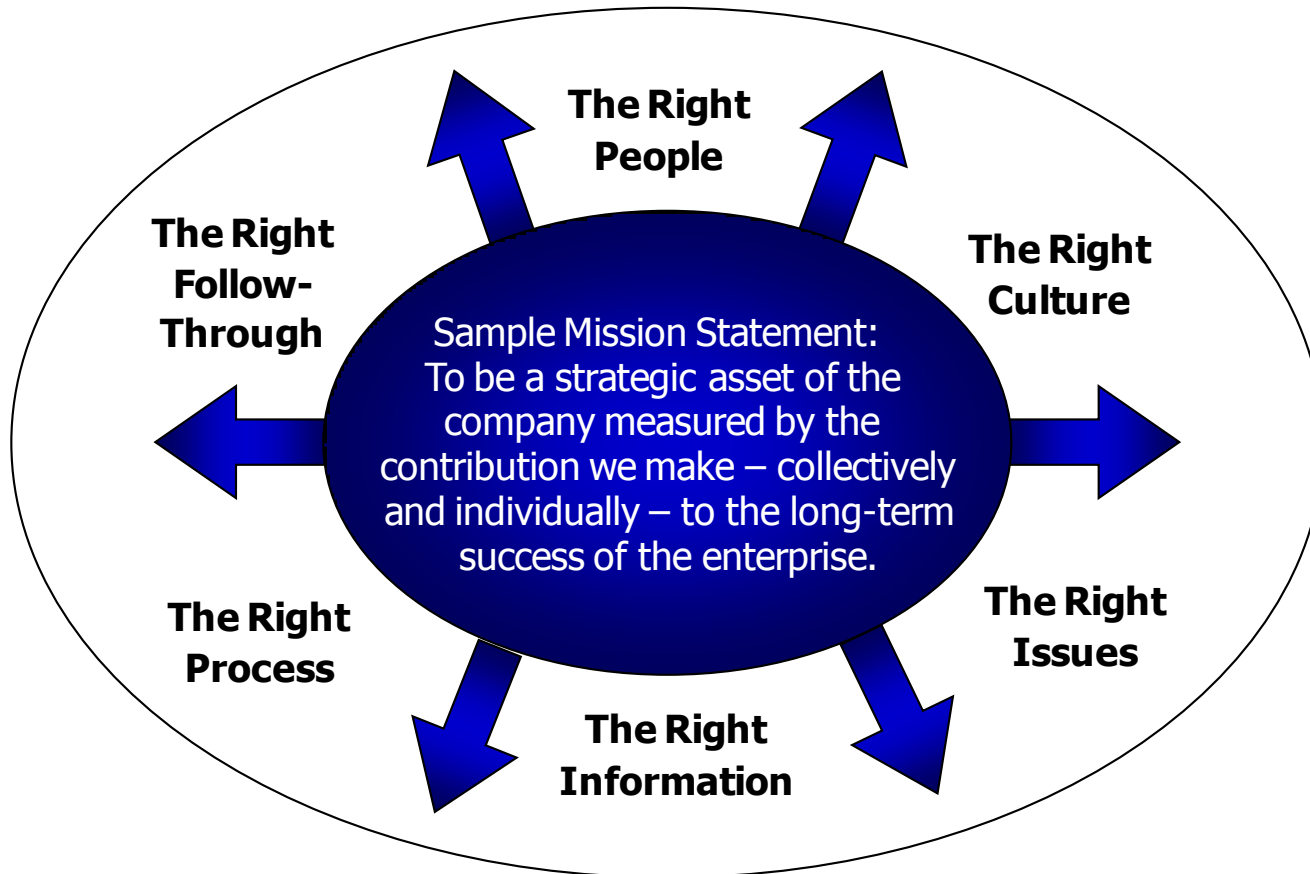 The Right
People
The Right
Culture
The Right
Issues
The Right
Information
The Right
Process
The Right
Follow-
Through
Sample Mission Statement:
To be a strategic asset of the
company measured by the
contribution we make – collectively
and individually – to the long-term
success of the enterprise.